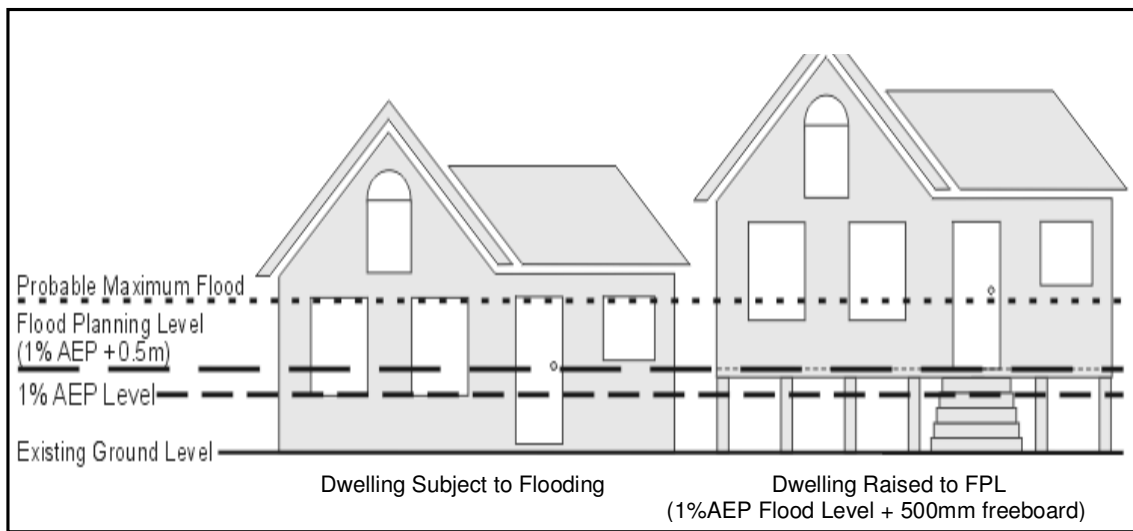 Probable Maximum Flood
Flood Planning Level
(1% AEP +0.5m)
1% AEP Level
Existing Ground Level
Dwelling Subject to Flooding
Dwelling Raised to FPL
(1%AEP Flood Level + 500mm freeboard)